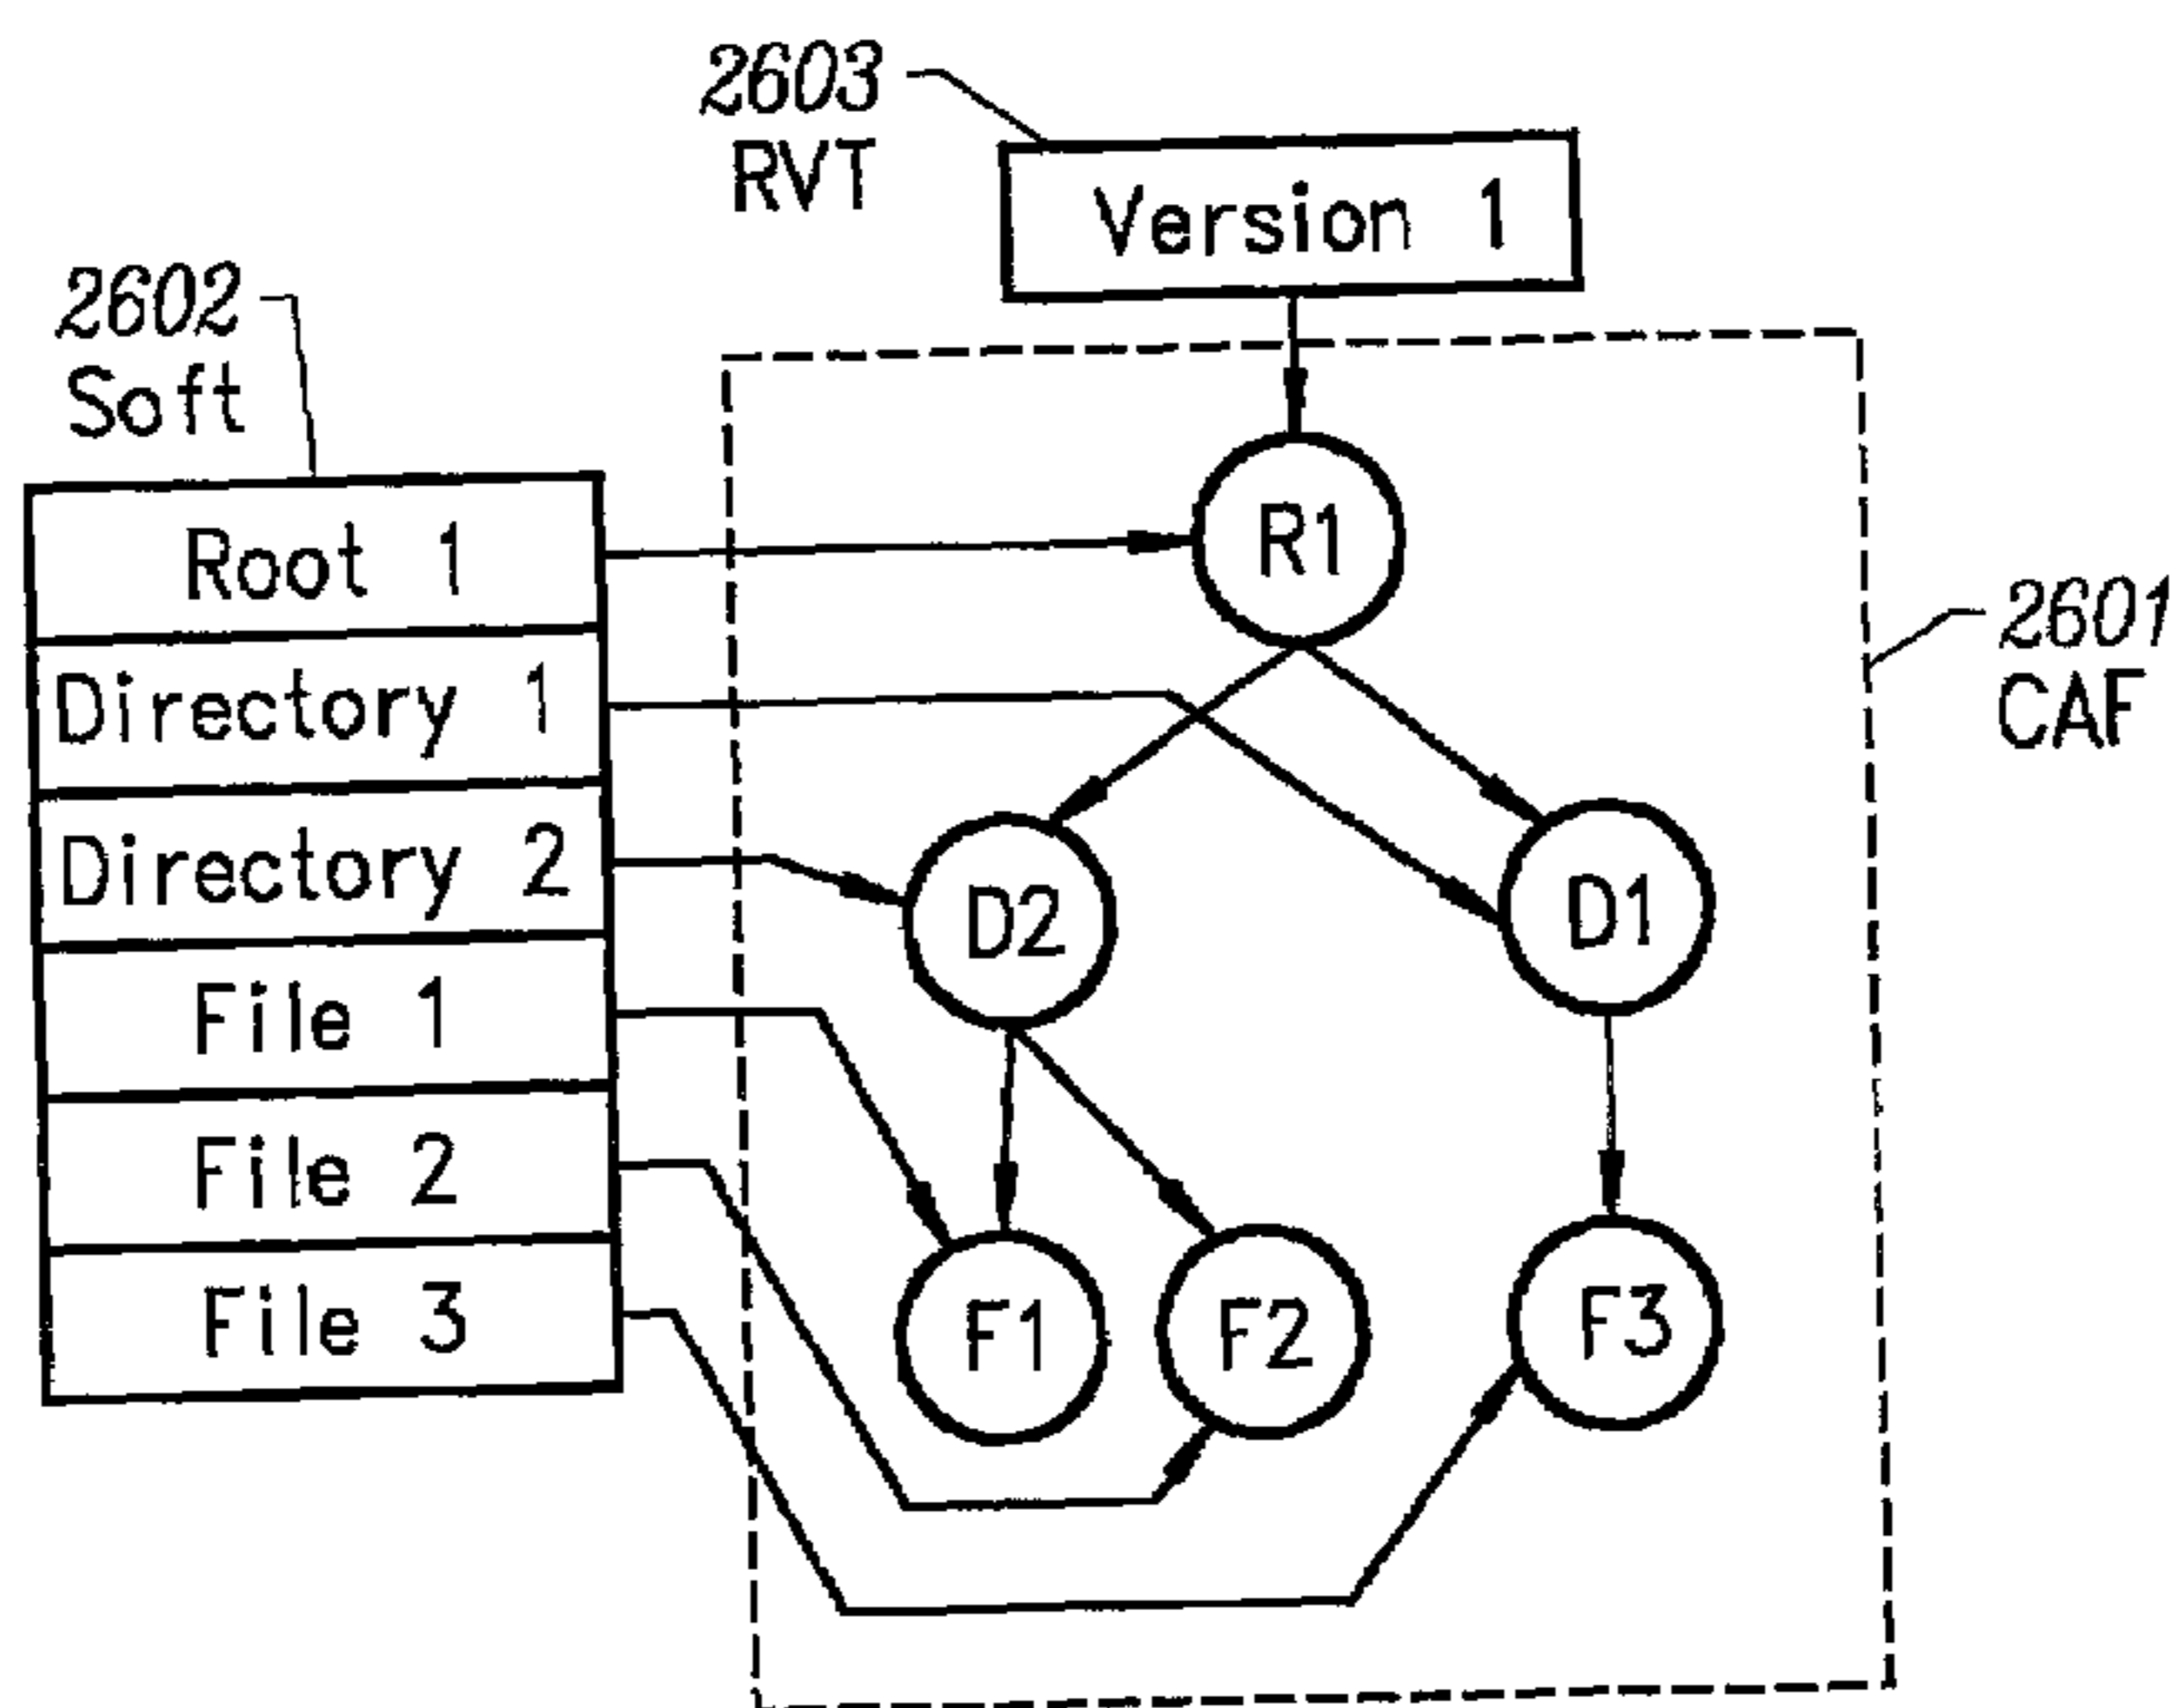 2603
RVT
Version 1
2602
Soft
Root 1
R1
2601
CAF
Directory 1
Directory 2
D2
D1
File 1
File 2
File 3
F1
F2
F3